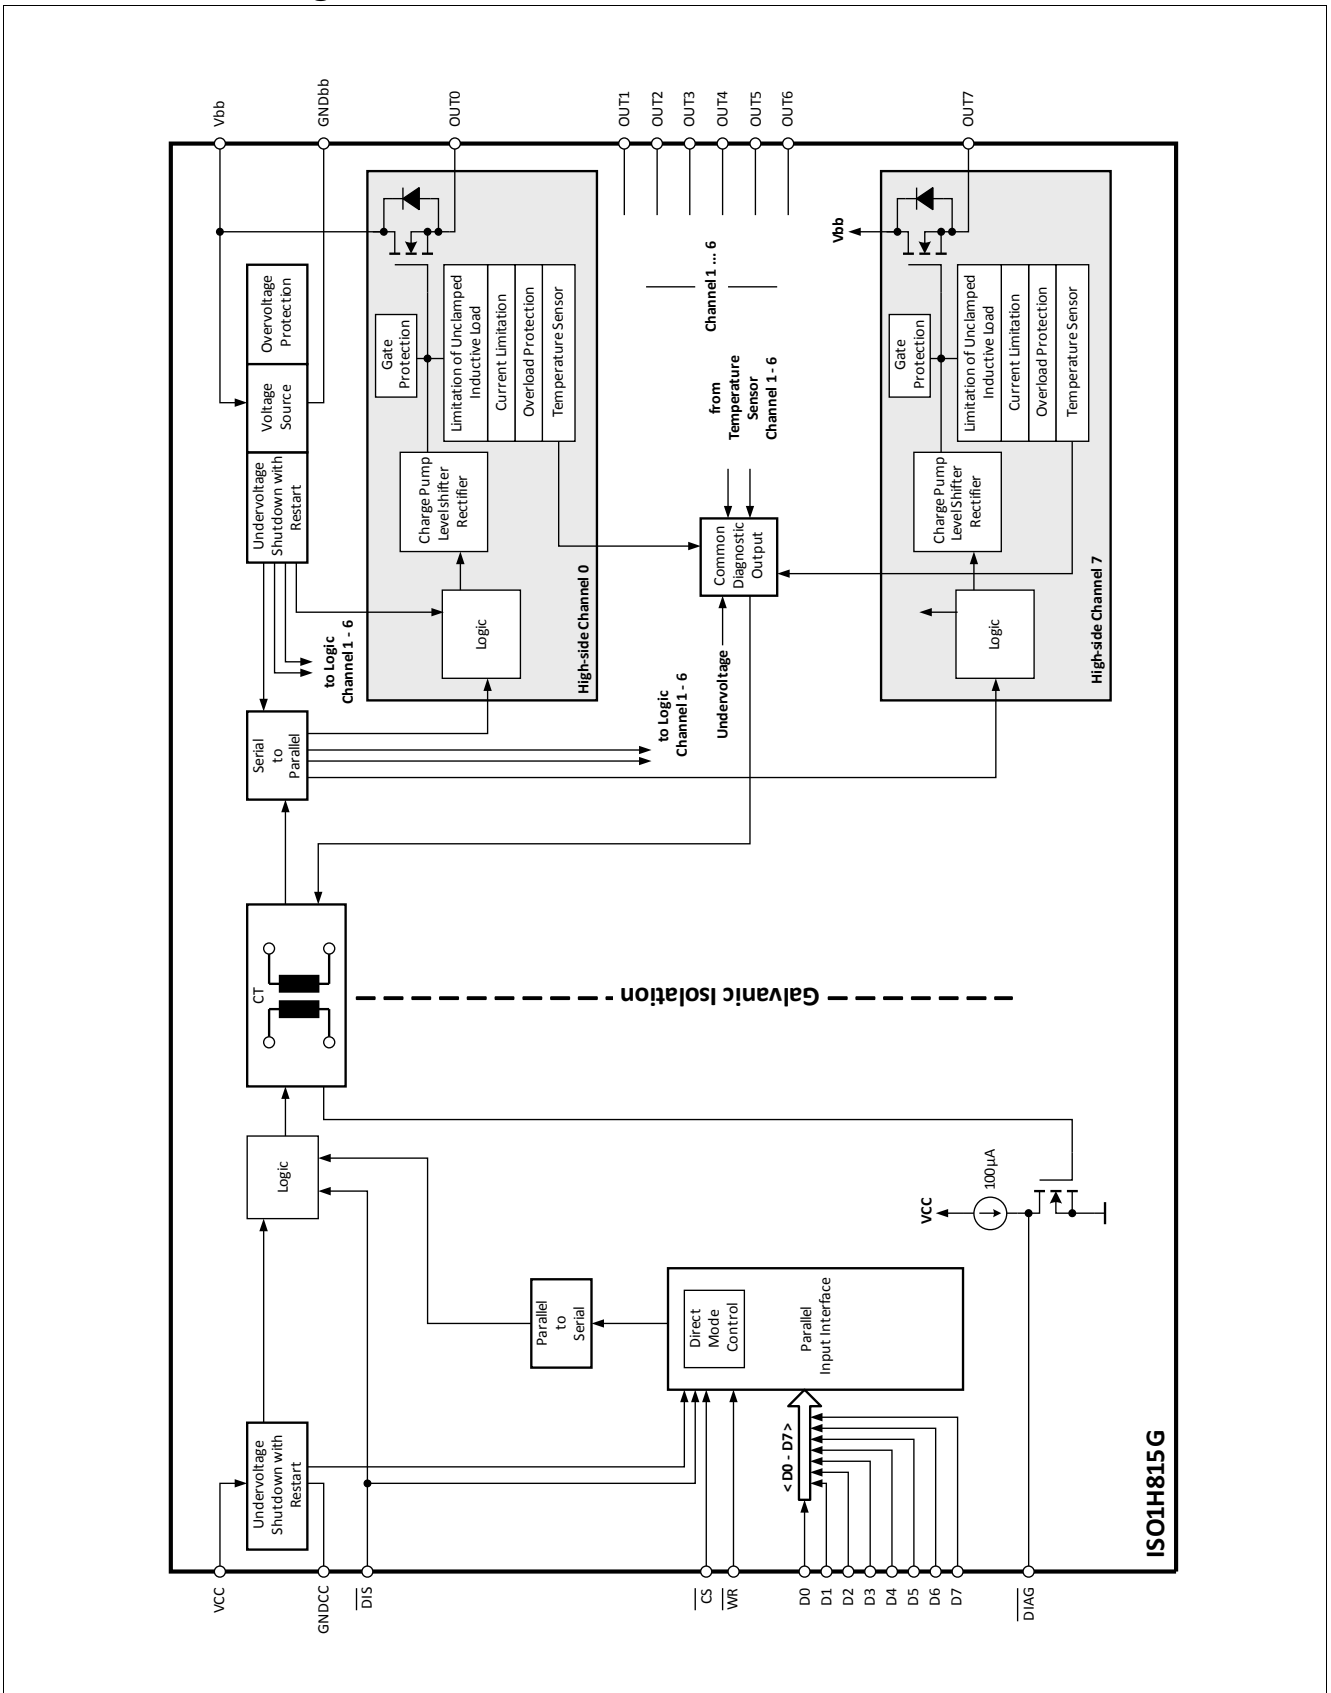 VCC
GNDCC
DIS
CS
WR
D0
D1
D2
D3
D4
D5
D6
D7
DIAG
Undervoltage
Shutdown with
Restart
< D0 - D7 >
Direct
Mode
Control
Parallel
Input Interface
Parallel
to
Serial
Logic
VCC
100µA
CT
Galvanic Isolation
Serial
to
Parallel
to Logic
Channel 1 - 6
to Logic
Channel 1 - 6
Undervoltage
Shutdown with
Restart
Voltage
Source
Overvoltage
Protection
High-side Channel 0
Logic
Charge Pump
Level shifter
Rectifier
Gate
Protection
Limitation of Unclamped
Inductive Load
Current Limitation
Overload Protection
Temperature Sensor
Undervoltage
Common
Diagnostic
Output
from
Temperature
Sensor
Channel 1 - 6
Channel 1 ... 6
High-side Channel 7
Logic
Charge Pump
Level shifter
Rectifier
Gate
Protection
Limitation of Unclamped
Inductive Load
Current Limitation
Overload Protection
Temperature Sensor
Vbb
Vbb
GNDbb
OUT0
OUT1
OUT2
OUT3
OUT4
OUT5
OUT6
OUT7
ISO1H815G